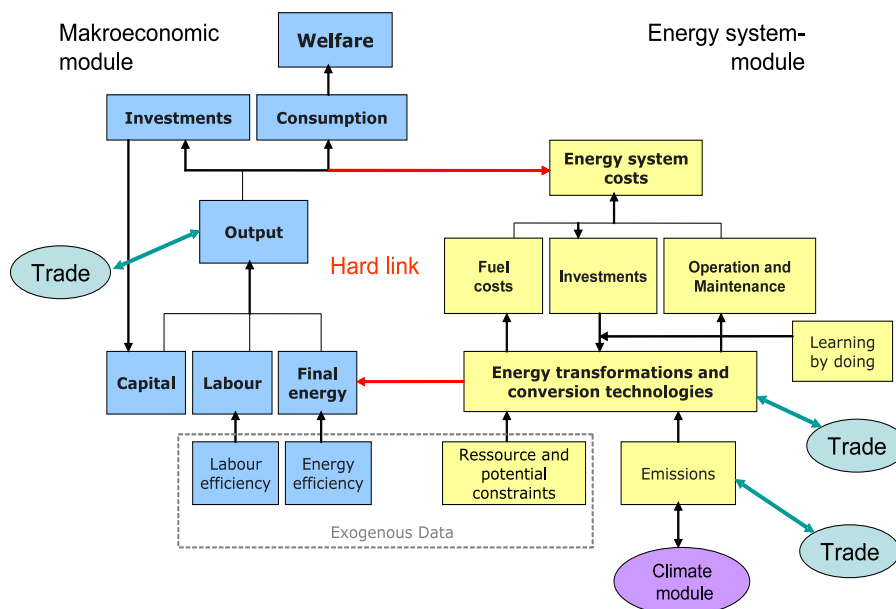 Makroeconomic
module
Welfare
Energy system-
module
Investments
Consumption
Energy system
costs
Output
Trade
Hard link
Fuel
costs
Investments
Operation and
Maintenance
Learning
by doing
Capital
Labour
Final
energy
Energy transformations and
conversion technologies
Trade
Labour
efficiency
Energy
efficiency
Ressource and
potential
constraints
Emissions
Exogenous Data
Trade
Climate
module